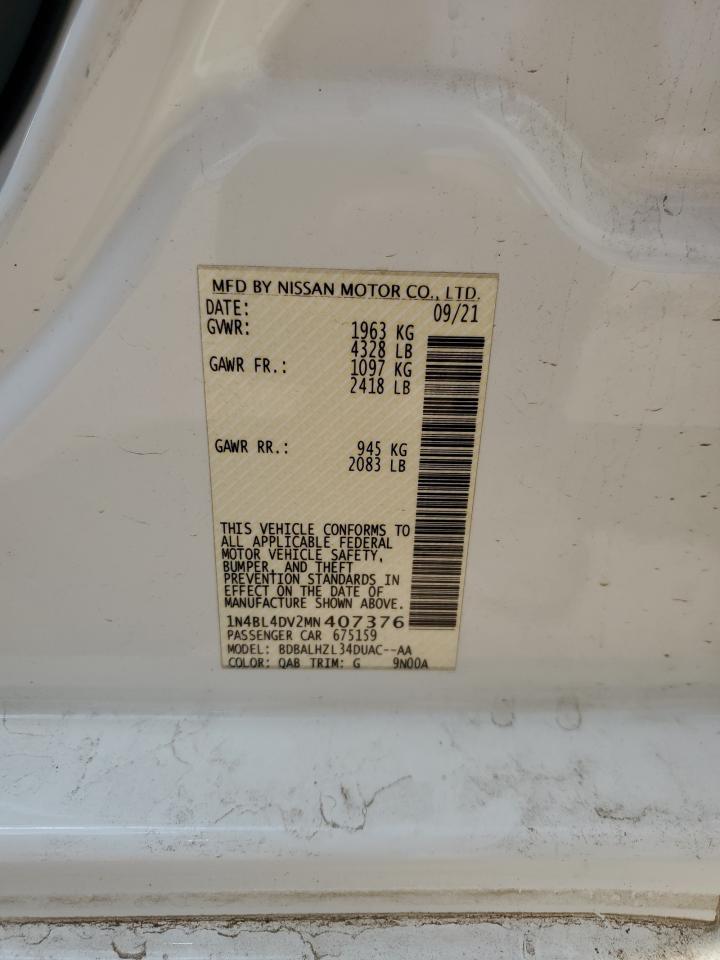 MFD BY NISSAN MOTOR CO., LTD.
DATE: 09/21
GVWR: 1963 KG
4328 LB
GAWR FR.: 1097 KG
2418 LB
GAWR RR.: 945 KG
2083 LB
THIS VEHICLE CONFORMS TO
ALL APPLICABLE FEDERAL
MOTOR VEHICLE SAFETY,
BUMPER, AND THEFT
PREVENTION STANDARDS IN
EFFECT ON THE DATE OF
MANUFACTURE SHOWN ABOVE.
1N4BL4DV2MN407376
PASSENGER CAR 675159
MODEL: BDBALHZL34DUAC--AA
COLOR: QAB TRIM: G 9N00A